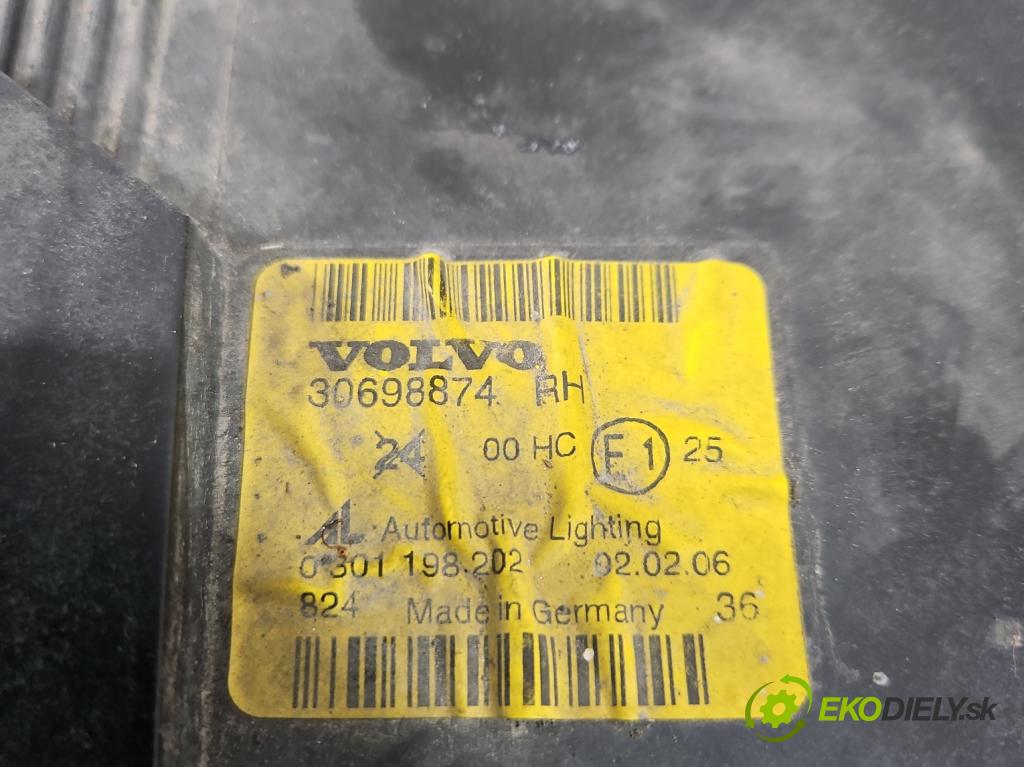 VOLVO
30698874 RH
24 00 HC E1 25
AL Automotive Lighting
0 301 198 202 02.02.06
824 Made in Germany 36
EKODIELY.sk